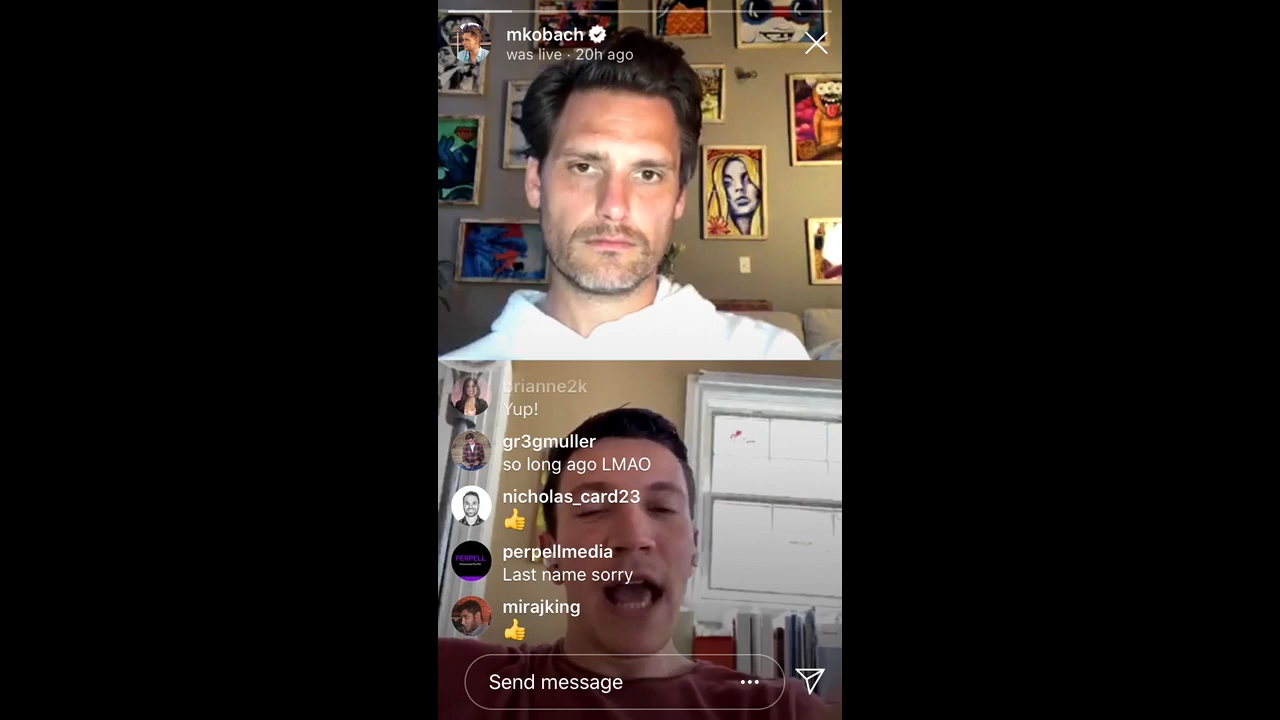 mkobach
was live · 20h ago
brianne2k
Yup!
gr3gmuller
so long ago LMAO
nicholas_card23
👍
perpellmedia
PERPELL
Last name sorry
mirajking
👍
Send message